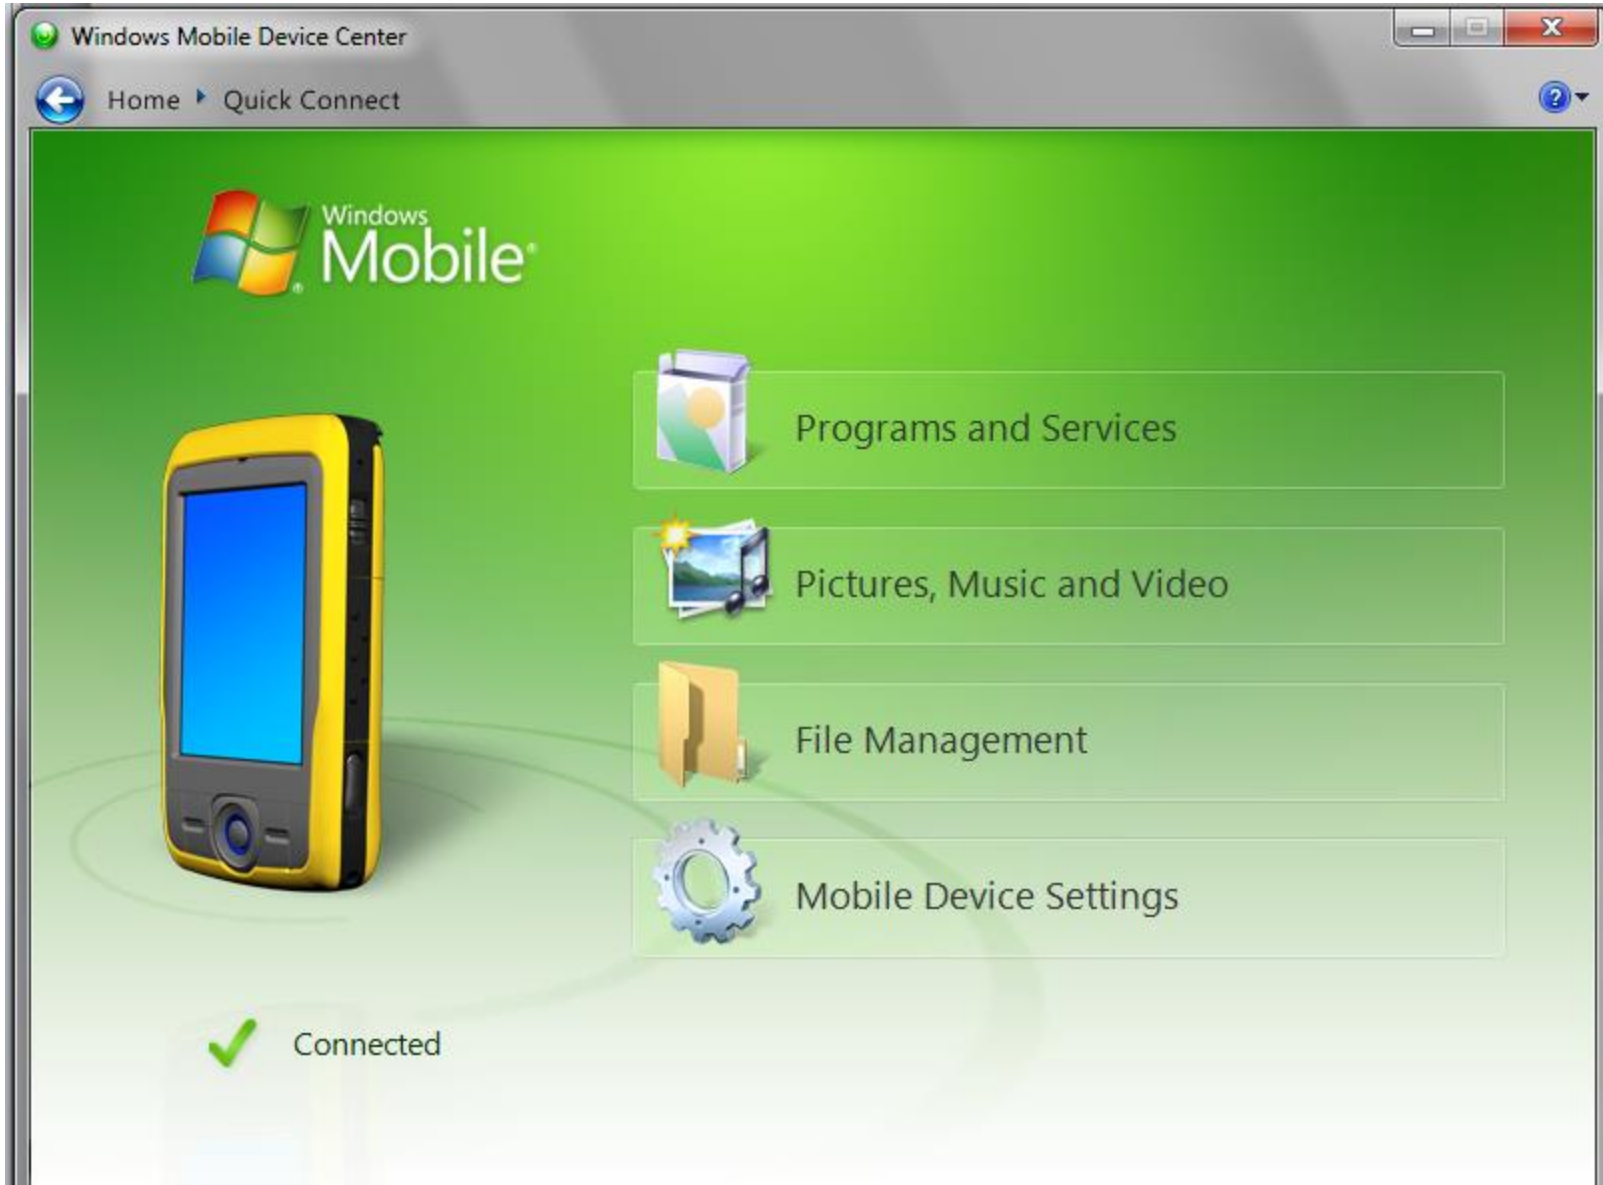 Windows Mobile Device Center
Home Quick Connect
?
Windows
Mobile®
®
Programs and Services
Pictures, Music and Video
File Management
Mobile Device Settings
Connected